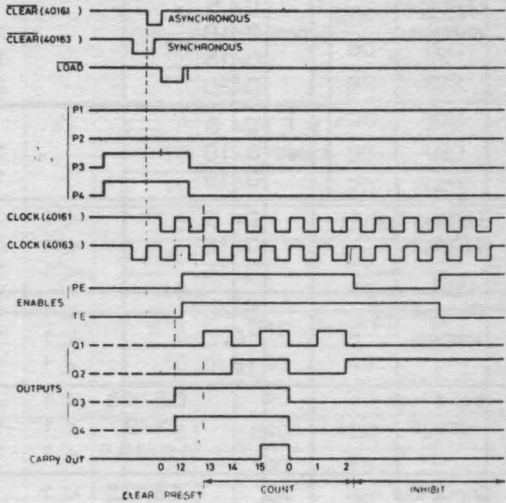 CLEAR (40161 )
ASYNCHRONOUS
CLEAR (40163 )
SYNCHRONOUS
LOAD
P1
P2
P3
P4
CLOCK (40161 )
CLOCK (40163 )
PE
ENABLES
TE
Q1
Q2
OUTPUTS
Q3
Q4
CARRY OUT
0 12 13 14 15 0 1 2
CLEAR PRESET COUNT INHIBIT